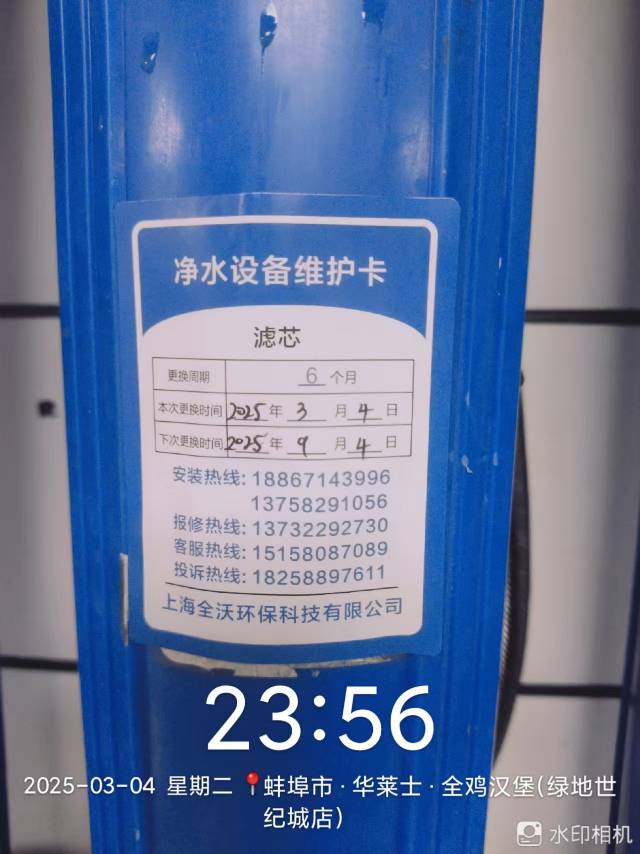 净水设备维护卡
滤芯
更换周期 6 个月
本次更换时间 2025 年 3 月 4 日
下次更换时间 2025 年 9 月 4 日
安装热线: 18867143996
13758291056
报修热线: 13732292730
客服热线: 15158087089
投诉热线: 18258897611
上海全沃环保科技有限公司
23:56
2025-03-04 星期二 蚌埠市·华莱士·全鸡汉堡(绿地世
纪城店)
水印相机